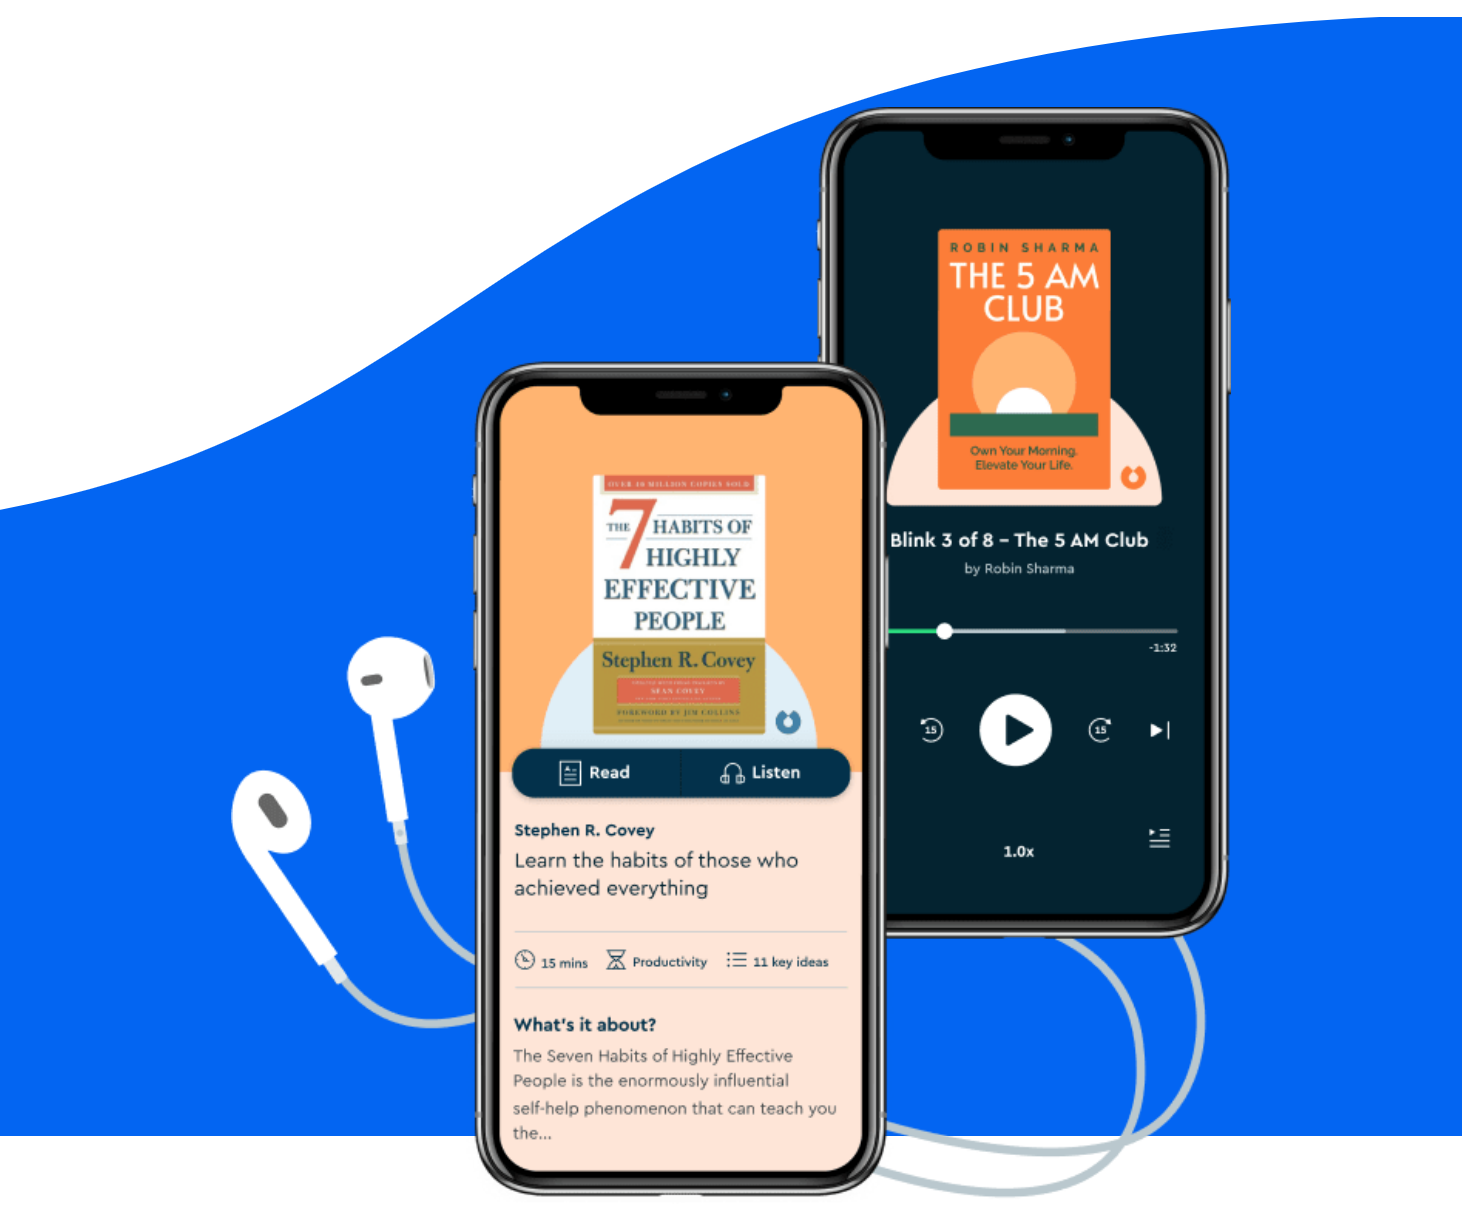 ROBIN SHARMA
THE 5 AM
CLUB
Own Your Morning.
Elevate Your Life.
Blink 3 of 8 – The 5 AM Club
by Robin Sharma
-1:32
15
15
1.0x
OVER 40 MILLION COPIES SOLD
THE 7 HABITS OF
HIGHLY
EFFECTIVE
PEOPLE
Stephen R. Covey
SEAN COVEY
FOREWORD BY JIM COLLINS
Read
Listen
Stephen R. Covey
Learn the habits of those who
achieved everything
15 mins
Productivity
11 key ideas
What's it about?
The Seven Habits of Highly Effective
People is the enormously influential
self-help phenomenon that can teach you
the...